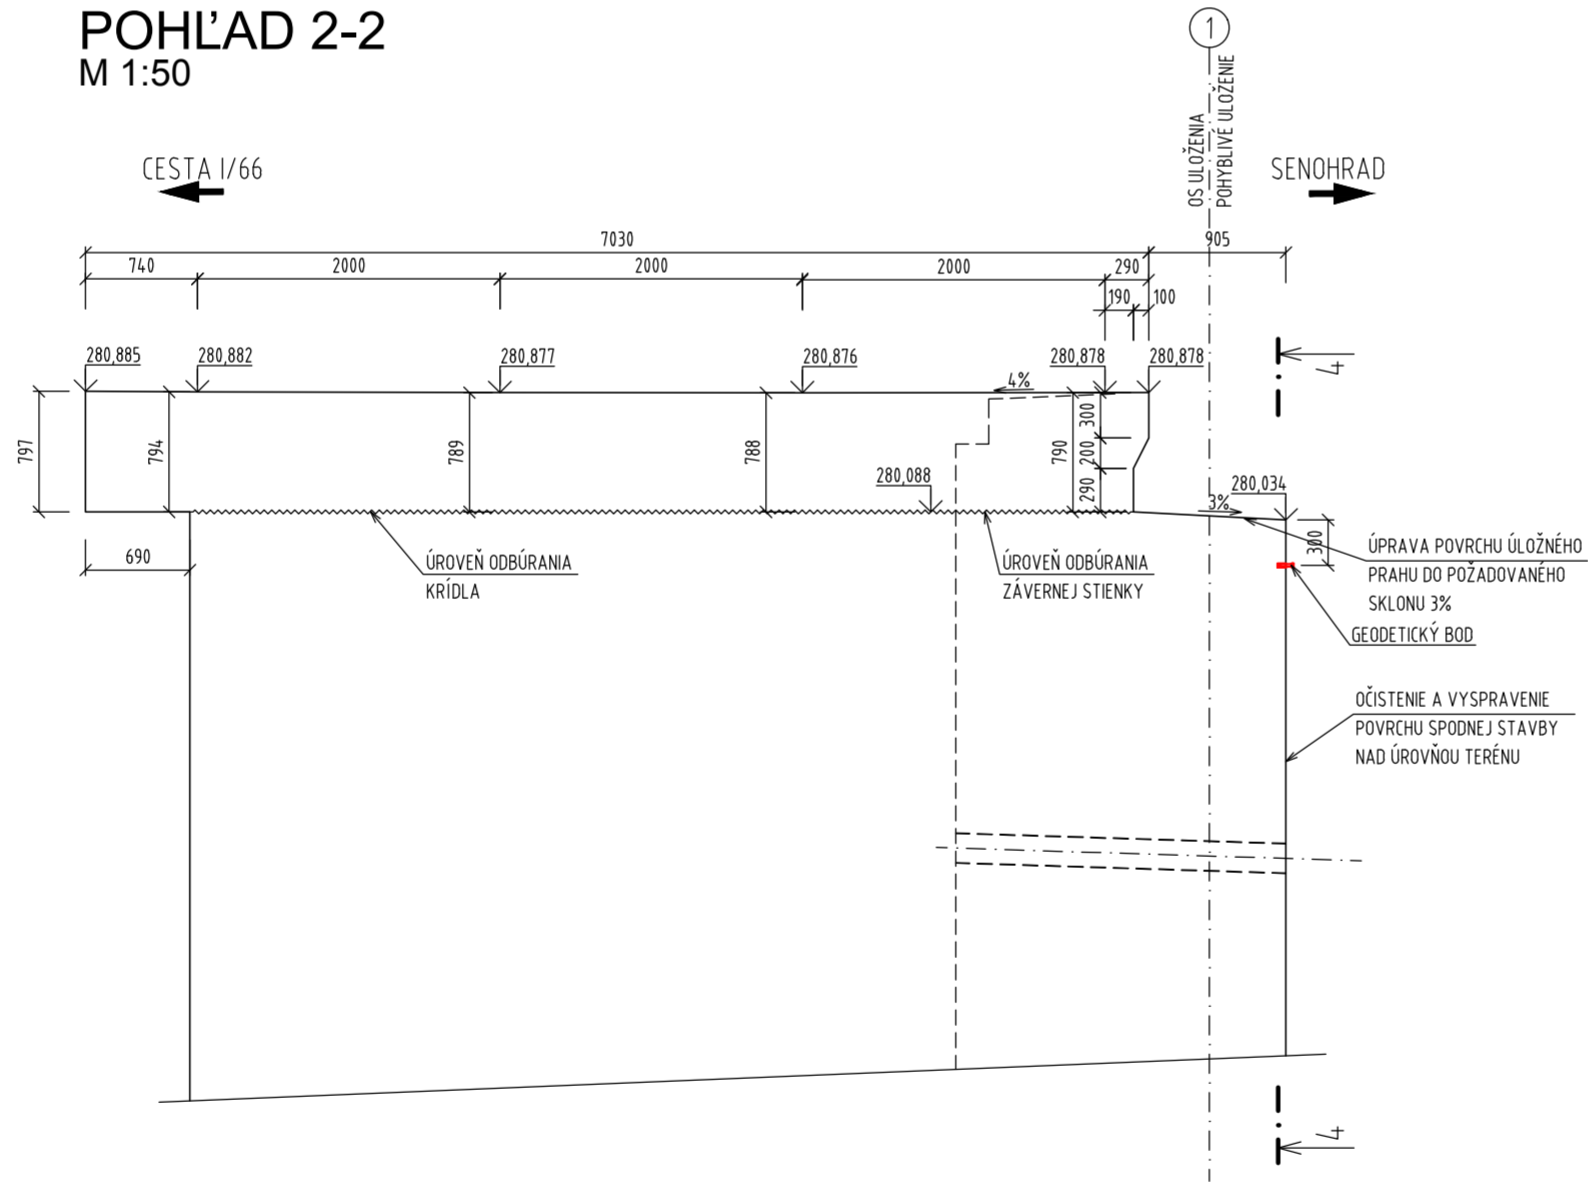 POHĽAD 2-2
M 1:50
1
OS ULOŽENIA
POHYBLIVÉ ULOŽENIE
CESTA I/66
SENOHRAD
7030
905
740
2000
2000
2000
290
190
100
280,885
280,882
280,877
280,876
280,878
280,878
4
4%
797
794
789
788
790
300
200
290
280,088
280,034
3%
300
690
ÚROVEŇ ODBÚRANIA
KRÍDLA
ÚROVEŇ ODBÚRANIA
ZÁVERNEJ STIENKY
ÚPRAVA POVRCHU ÚLOŽNÉHO
PRAHU DO POŽADOVANÉHO
SKLONU 3%
GEODETICKÝ BOD
OČISTENIE A VYSPRAVENIE
POVRCHU SPODNEJ STAVBY
NAD ÚROVŇOU TERÉNU
4